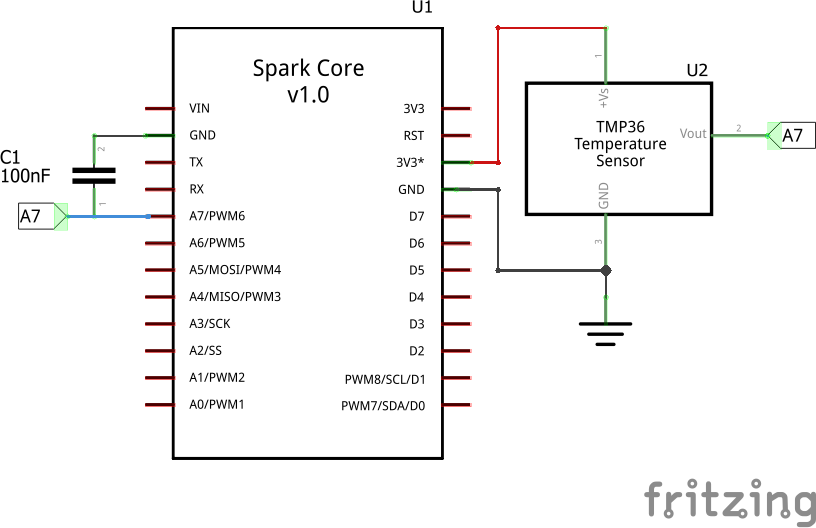 U1
Spark Core
v1.0
VIN
GND
TX
RX
A7/PWM6
A6/PWM5
A5/MOSI/PWM4
A4/MISO/PWM3
A3/SCK
A2/SS
A1/PWM2
A0/PWM1
3V3
RST
3V3*
GND
D7
D6
D5
D4
D3
D2
PWM8/SCL/D1
PWM7/SDA/D0
C1
100nF
2
1
A7
U2
1
+Vs
TMP36
Temperature
Sensor
Vout
2
A7
GND
3
fritzing